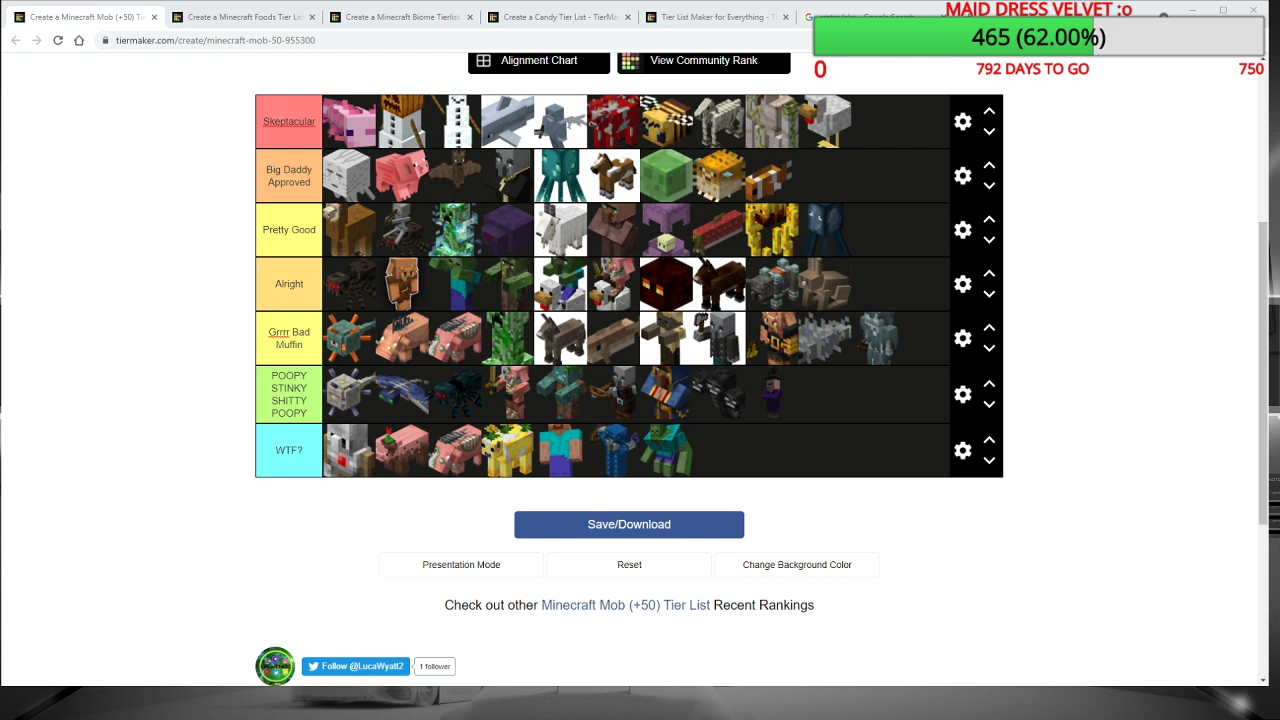 Create a Minecraft Mob (+50) Tie
Create a Minecraft Foods Tier Lis
Create a Minecraft Biome Tierlist
Create a Candy Tier List - TierMa
Tier List Maker for Everything - T
MAID DRESS VELVET :o
465 (62.00%)
0
792 DAYS TO GO
750
tiermaker.com/create/minecraft-mob-50-955300
Alignment Chart
View Community Rank
Skeptacular
Big Daddy
Approved
Pretty Good
Alright
Grrrr Bad
Muffin
POOPY
STINKY
SHITTY
POOPY
WTF?
Save/Download
Presentation Mode
Reset
Change Background Color
Check out other Minecraft Mob (+50) Tier List Recent Rankings
Follow @LucaWyatt2
1 follower